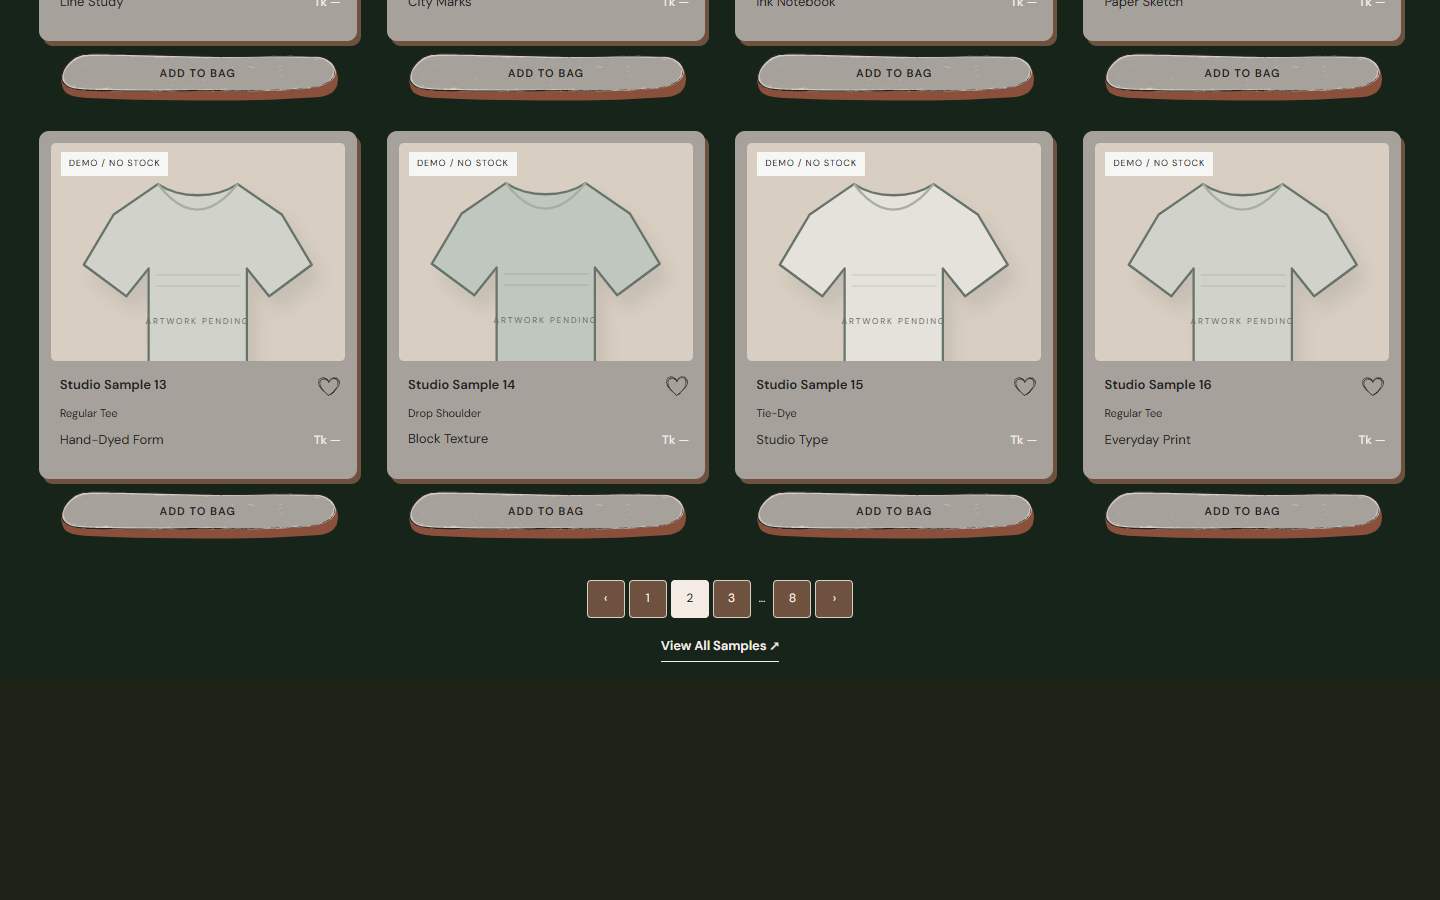 Line Study Tk —
City Marks Tk —
Ink Notebook Tk —
Paper Sketch Tk —
ADD TO BAG
ADD TO BAG
ADD TO BAG
ADD TO BAG
DEMO / NO STOCK
ARTWORK PENDING
Studio Sample 13
Regular Tee
Hand-Dyed Form Tk —
DEMO / NO STOCK
ARTWORK PENDING
Studio Sample 14
Drop Shoulder
Block Texture Tk —
DEMO / NO STOCK
ARTWORK PENDING
Studio Sample 15
Tie-Dye
Studio Type Tk —
DEMO / NO STOCK
ARTWORK PENDING
Studio Sample 16
Regular Tee
Everyday Print Tk —
ADD TO BAG
ADD TO BAG
ADD TO BAG
ADD TO BAG
‹ 1 2 3 … 8 ›
View All Samples ↗